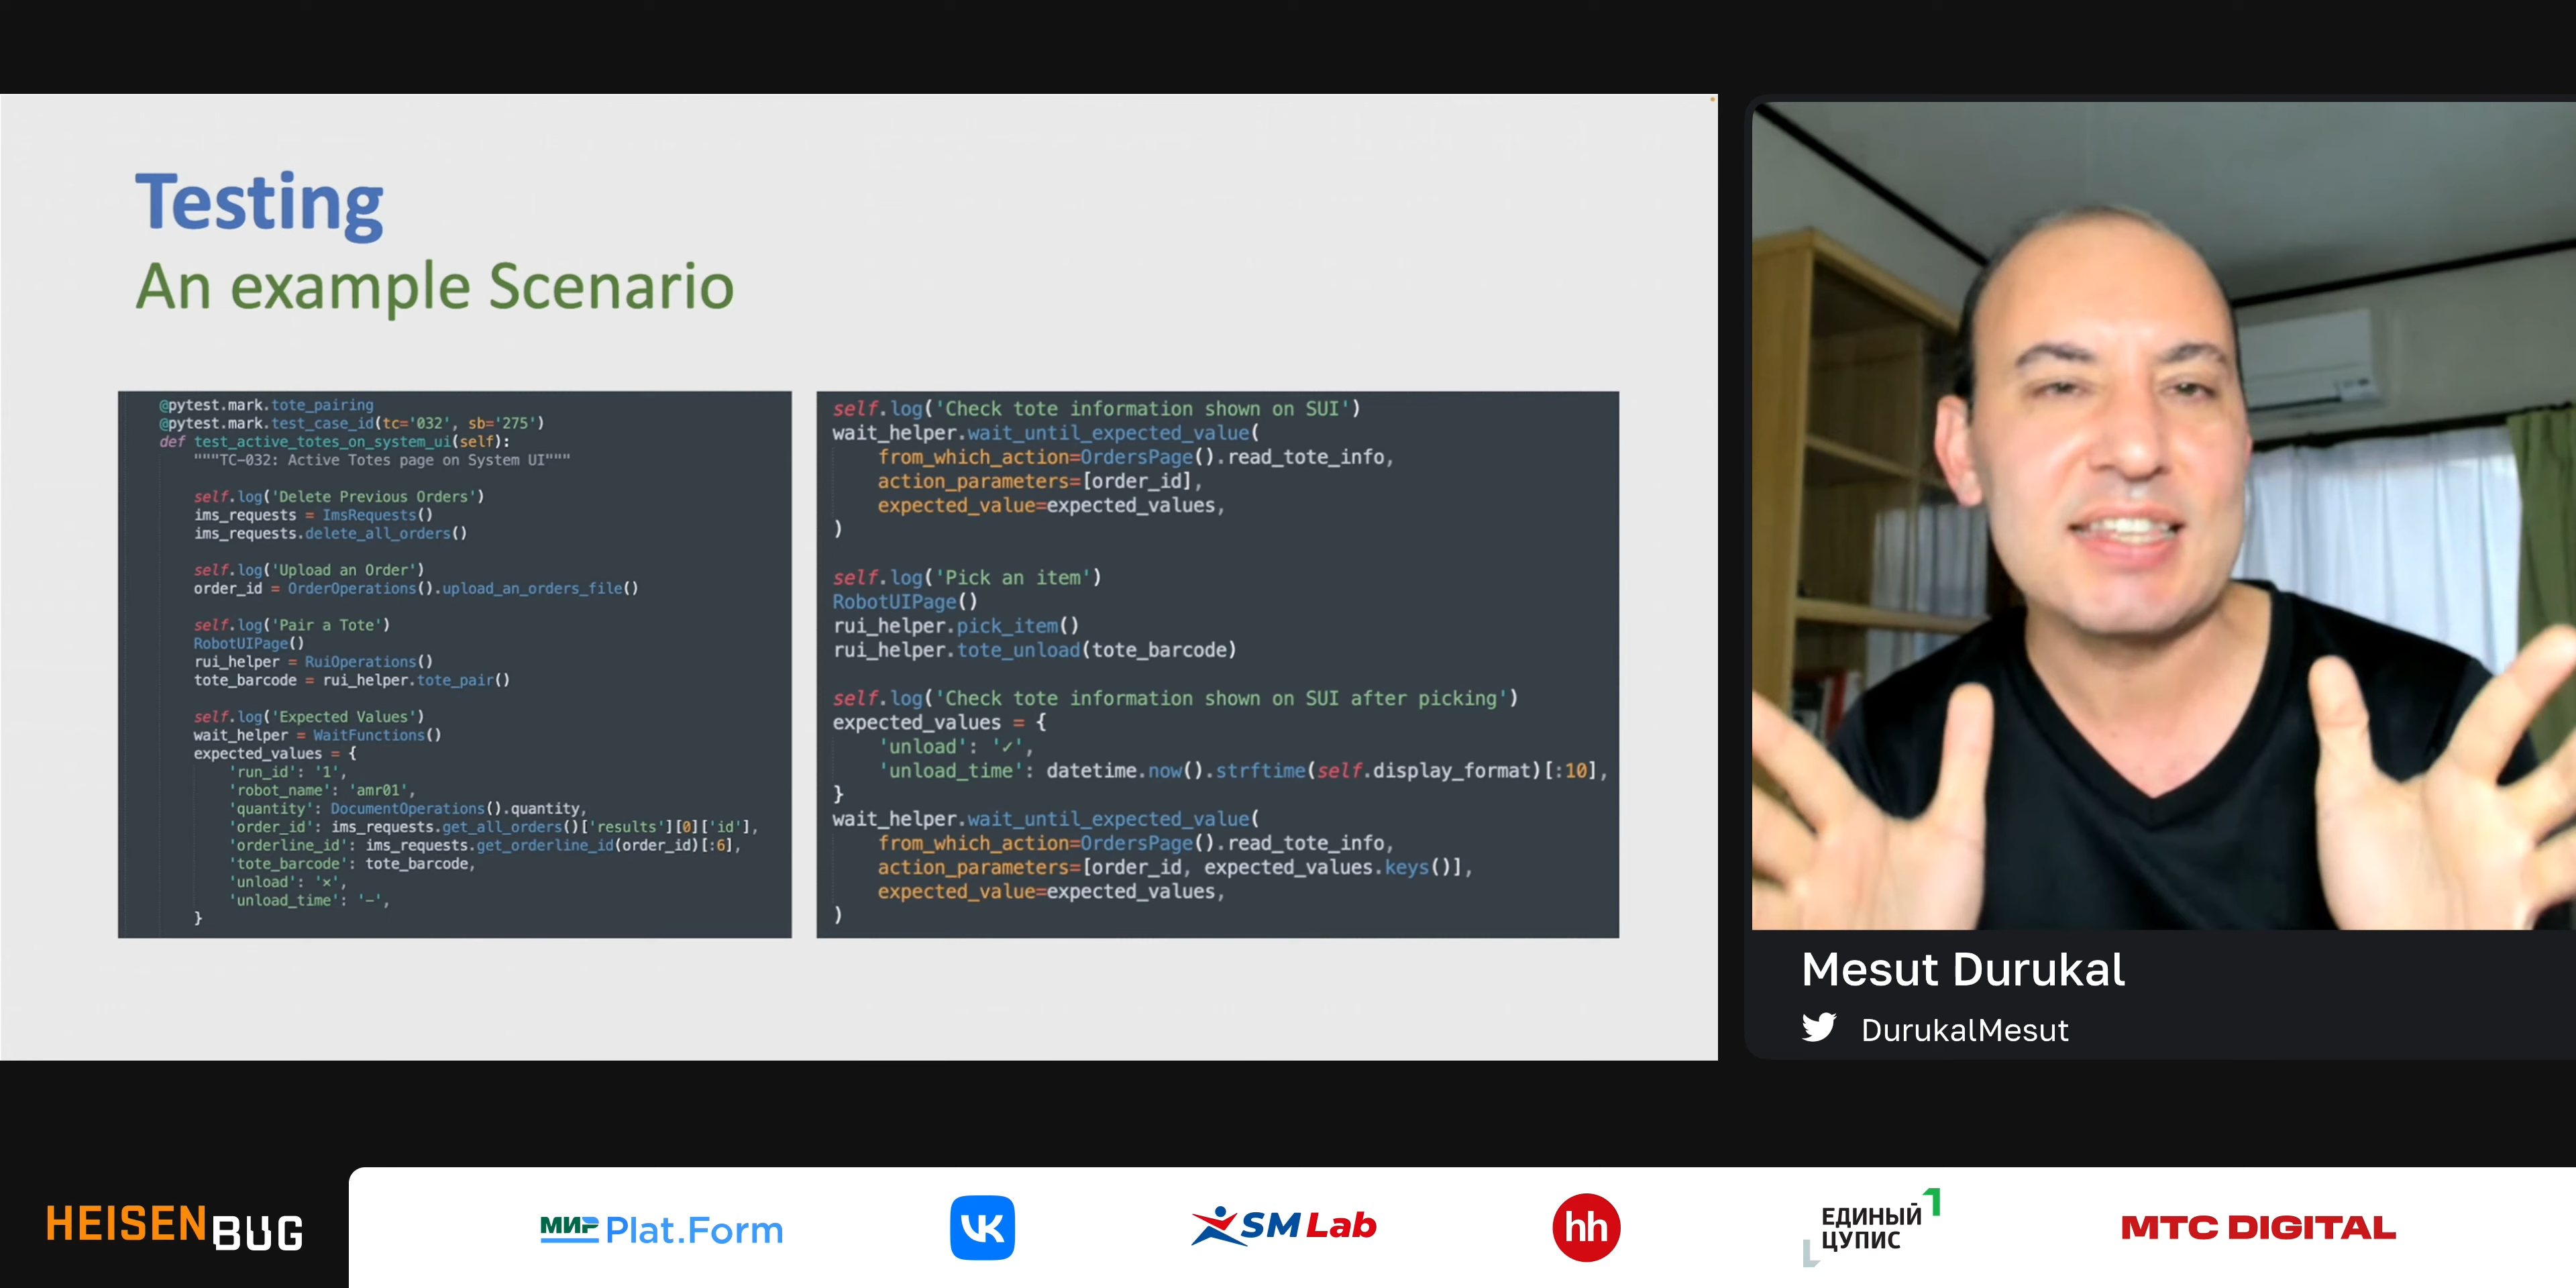 Testing
An example Scenario
@pytest.mark.tote_pairing
@pytest.mark.test_case_id(tc='032', sb='275')
def test_active_totes_on_system_ui(self):
"""TC-032: Active Totes page on System UI"""
self.log('Delete Previous Orders')
ims_requests = ImsRequests()
ims_requests.delete_all_orders()
self.log('Upload an Order')
order_id = OrderOperations().upload_an_orders_file()
self.log('Pair a Tote')
RobotUIPage()
rui_helper = RuiOperations()
tote_barcode = rui_helper.tote_pair()
self.log('Expected Values')
wait_helper = WaitFunctions()
expected_values = {
'run_id': '1',
'robot_name': 'amr01',
'quantity': DocumentOperations().quantity,
'order_id': ims_requests.get_all_orders()['results'][0]['id'],
'orderline_id': ims_requests.get_orderline_id(order_id)[:6],
'tote_barcode': tote_barcode,
'unload': '×',
'unload_time': '–',
}
self.log('Check tote information shown on SUI')
wait_helper.wait_until_expected_value(
from_which_action=OrdersPage().read_tote_info,
action_parameters=[order_id],
expected_value=expected_values,
)
self.log('Pick an item')
RobotUIPage()
rui_helper.pick_item()
rui_helper.tote_unload(tote_barcode)
self.log('Check tote information shown on SUI after picking')
expected_values = {
'unload': '✓',
'unload_time': datetime.now().strftime(self.display_format)[:10],
}
wait_helper.wait_until_expected_value(
from_which_action=OrdersPage().read_tote_info,
action_parameters=[order_id, expected_values.keys()],
expected_value=expected_values,
)
Mesut Durukal
DurukalMesut
HEISENBUG
МИР Plat.Form
VK
SM Lab
hh
ЕДИНЫЙ 1
ЦУПИС
МТС DIGITAL